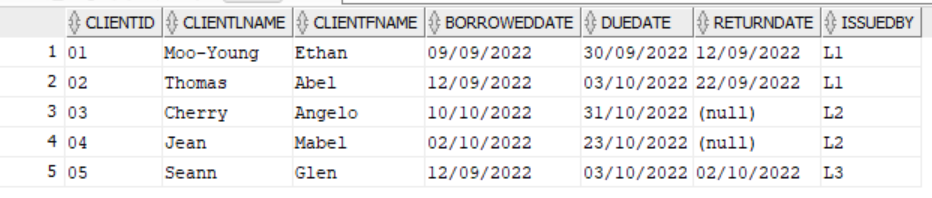 CLIENTID CLIENTLNAME CLIENTFNAME BORROWEDDATE DUEDATE RETURNDATE ISSUEDBY
1 01 Moo-Young Ethan 09/09/2022 30/09/2022 12/09/2022 L1
2 02 Thomas Abel 12/09/2022 03/10/2022 22/09/2022 L1
3 03 Cherry Angelo 10/10/2022 31/10/2022 (null) L2
4 04 Jean Mabel 02/10/2022 23/10/2022 (null) L2
5 05 Seann Glen 12/09/2022 03/10/2022 02/10/2022 L3